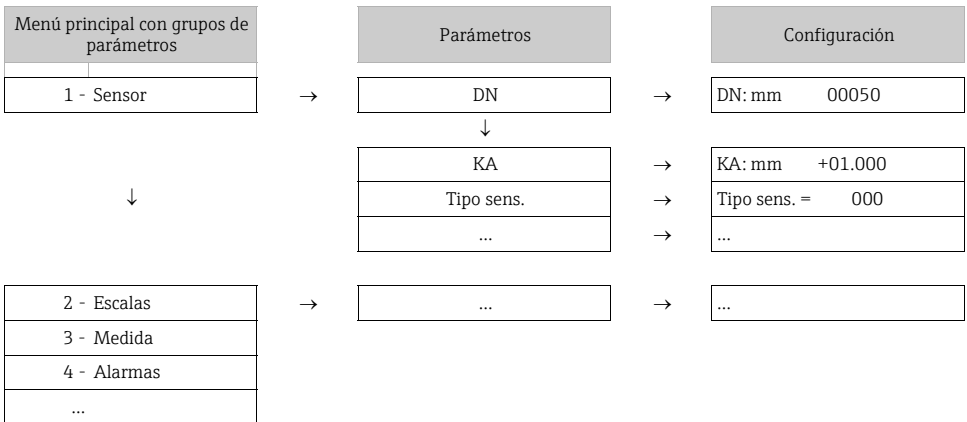 Menú principal con grupos de
parámetros
Parámetros
Configuración
1 - Sensor → DN → DN: mm 00050
↓
KA → KA: mm +01.000
↓ Tipo sens. → Tipo sens. = 000
... → ...
2 - Escalas → ... → ...
3 - Medida
4 - Alarmas
...